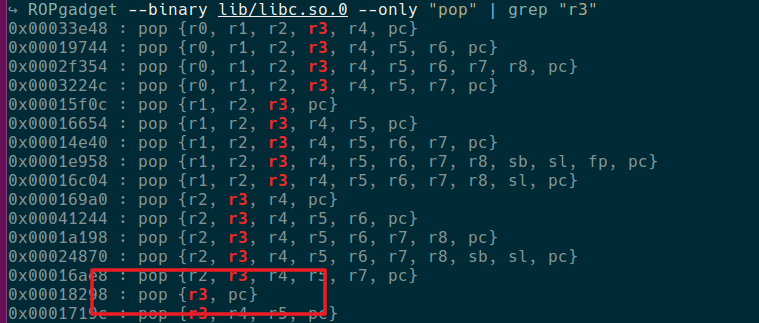 ↪ ROPgadget --binary lib/libc.so.0 --only "pop" | grep "r3"
0x00033e48 : pop {r0, r1, r2, r3, r4, pc}
0x00019744 : pop {r0, r1, r2, r3, r4, r5, r6, pc}
0x0002f354 : pop {r0, r1, r2, r3, r4, r5, r6, r7, r8, pc}
0x0003224c : pop {r0, r1, r2, r3, r4, r5, r7, pc}
0x00015f0c : pop {r1, r2, r3, pc}
0x00016654 : pop {r1, r2, r3, r4, r5, pc}
0x00014e40 : pop {r1, r2, r3, r4, r5, r6, r7, pc}
0x0001e958 : pop {r1, r2, r3, r4, r5, r6, r7, r8, sb, sl, fp, pc}
0x00016c04 : pop {r1, r2, r3, r4, r5, r6, r7, r8, sl, pc}
0x000169a0 : pop {r2, r3, r4, pc}
0x00041244 : pop {r2, r3, r4, r5, r6, pc}
0x0001a198 : pop {r2, r3, r4, r5, r6, r7, r8, pc}
0x00024870 : pop {r2, r3, r4, r5, r6, r7, r8, sb, sl, pc}
0x00016ae8 : pop {r2, r3, r4, r5, r7, pc}
0x00018298 : pop {r3, pc}
0x0001719c : pop {r3, r4, r5, pc}